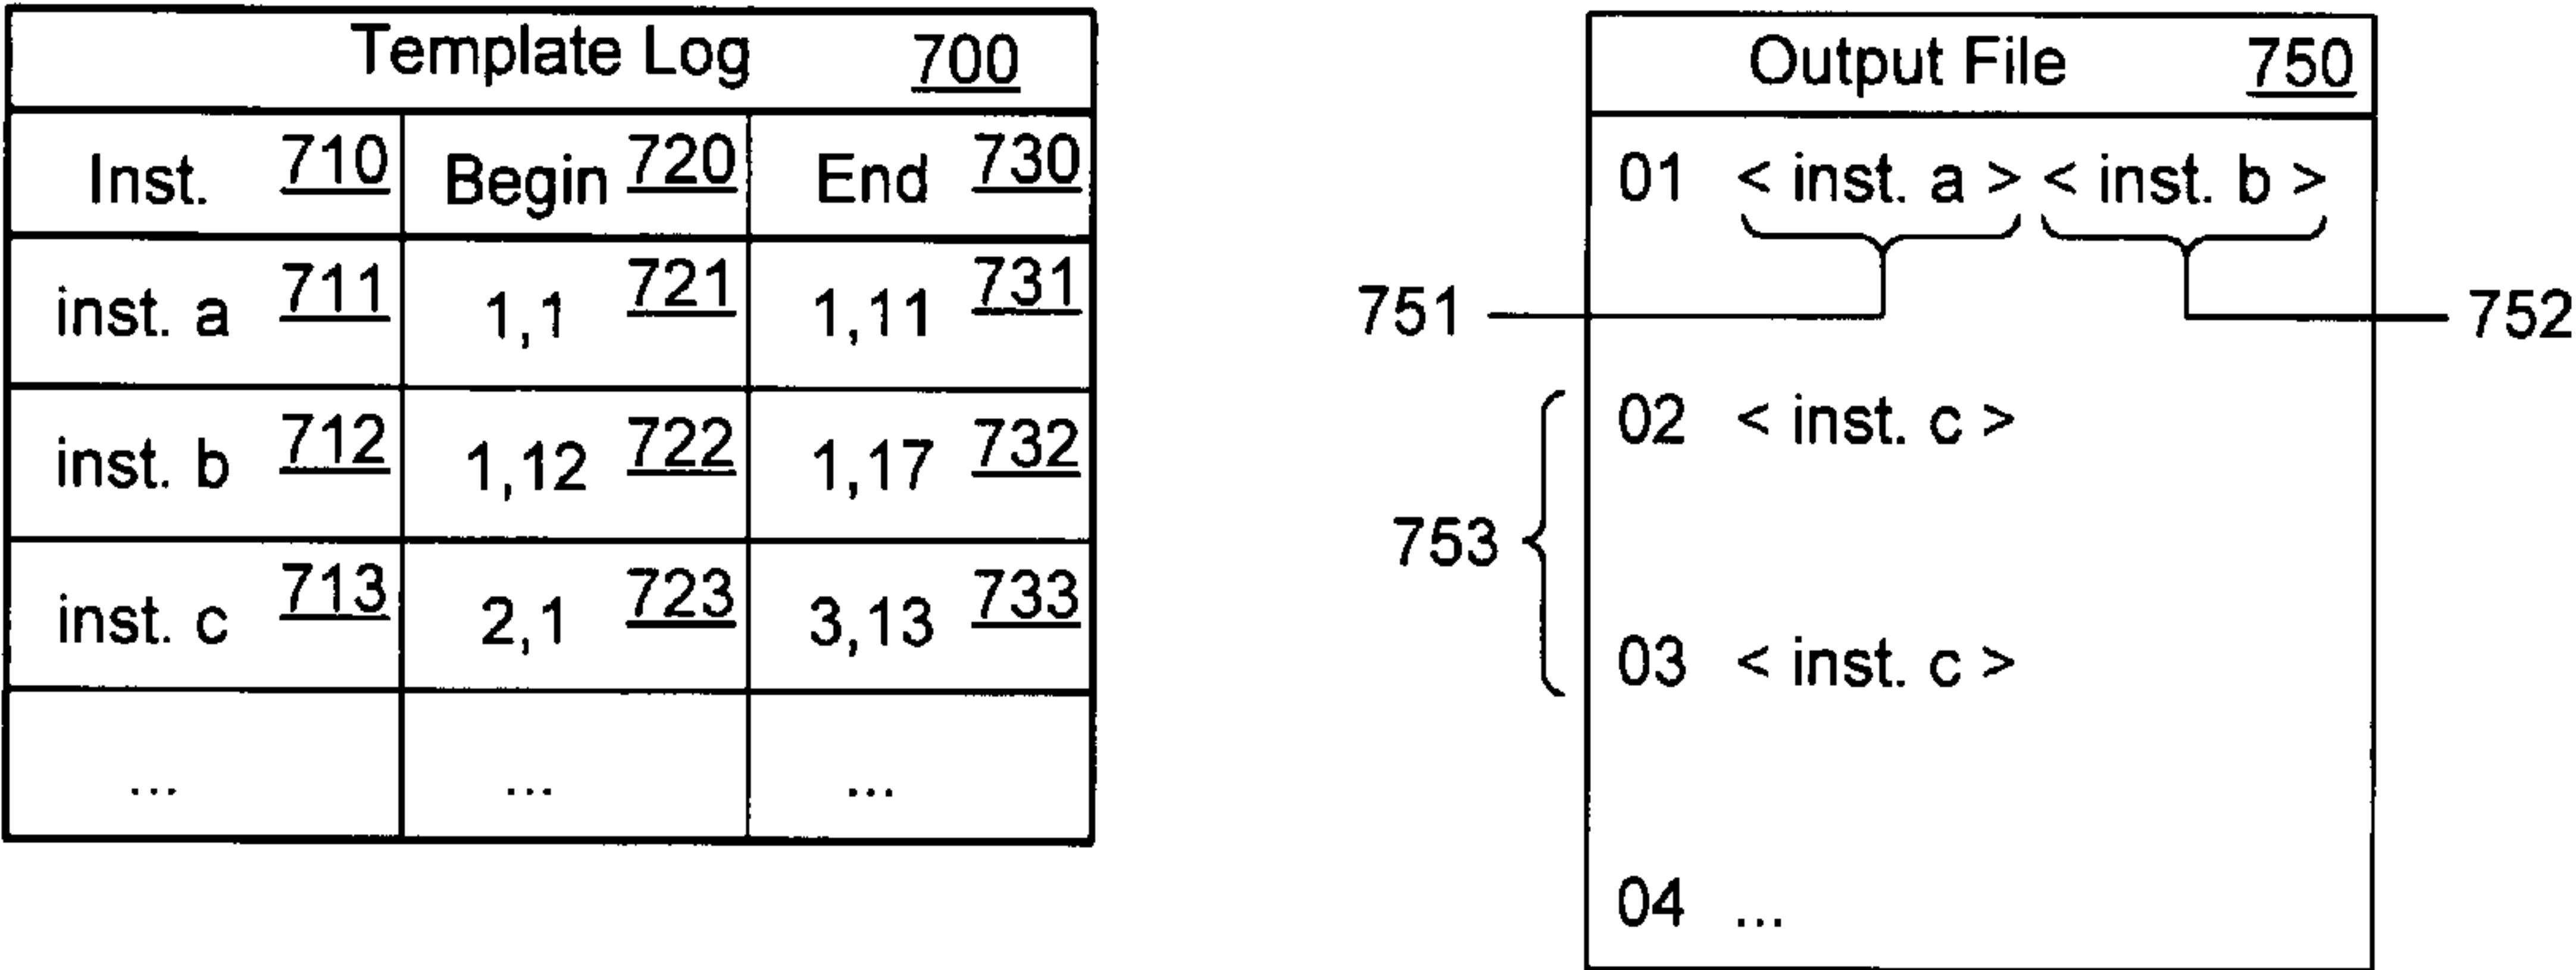 Template Log 700
Inst. 710 Begin 720 End 730
inst. a 711 1,1 721 1,11 731
inst. b 712 1,12 722 1,17 732
inst. c 713 2,1 723 3,13 733
... ... ...
Output File 750
01 < inst. a > < inst. b >
751 752
02 < inst. c >
753
03 < inst. c >
04 ...